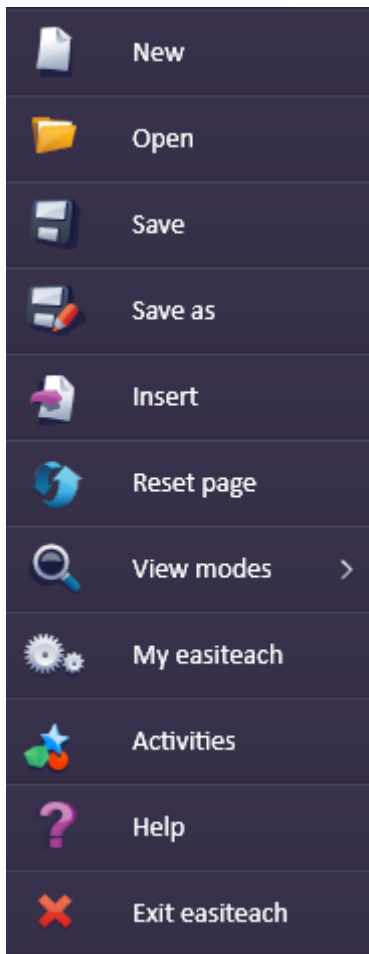 New
Open
Save
Save as
Insert
Reset page
View modes
My easiteach
Activities
Help
Exit easiteach